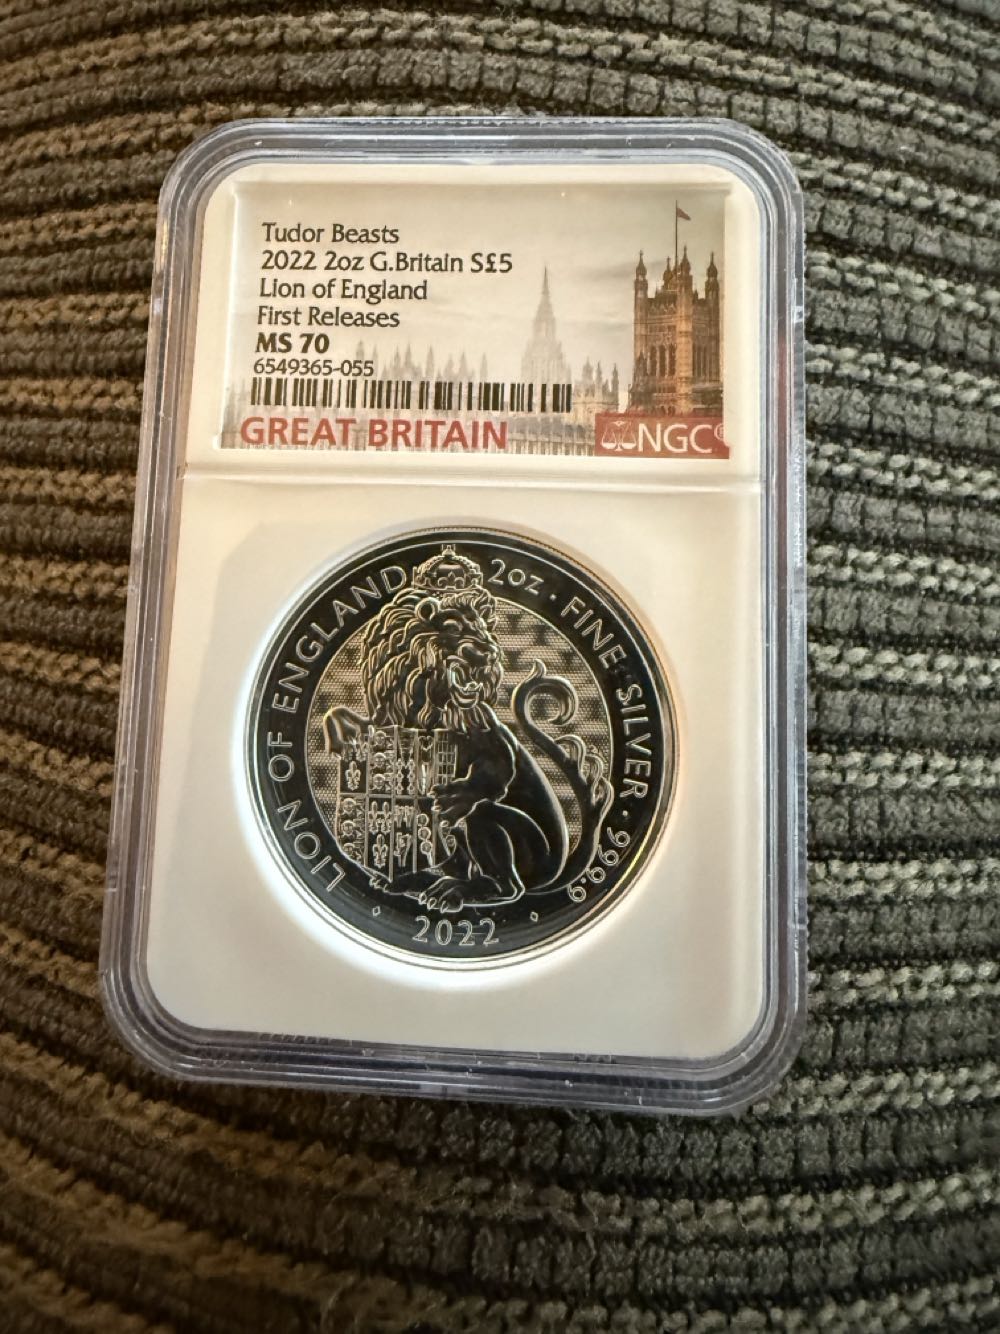 Tudor Beasts
2022 2oz G.Britain S£5
Lion of England
First Releases
MS 70
6549365-055
GREAT BRITAIN
NGC®
LION OF ENGLAND 2oz · FINE · SILVER · 999.9
2022